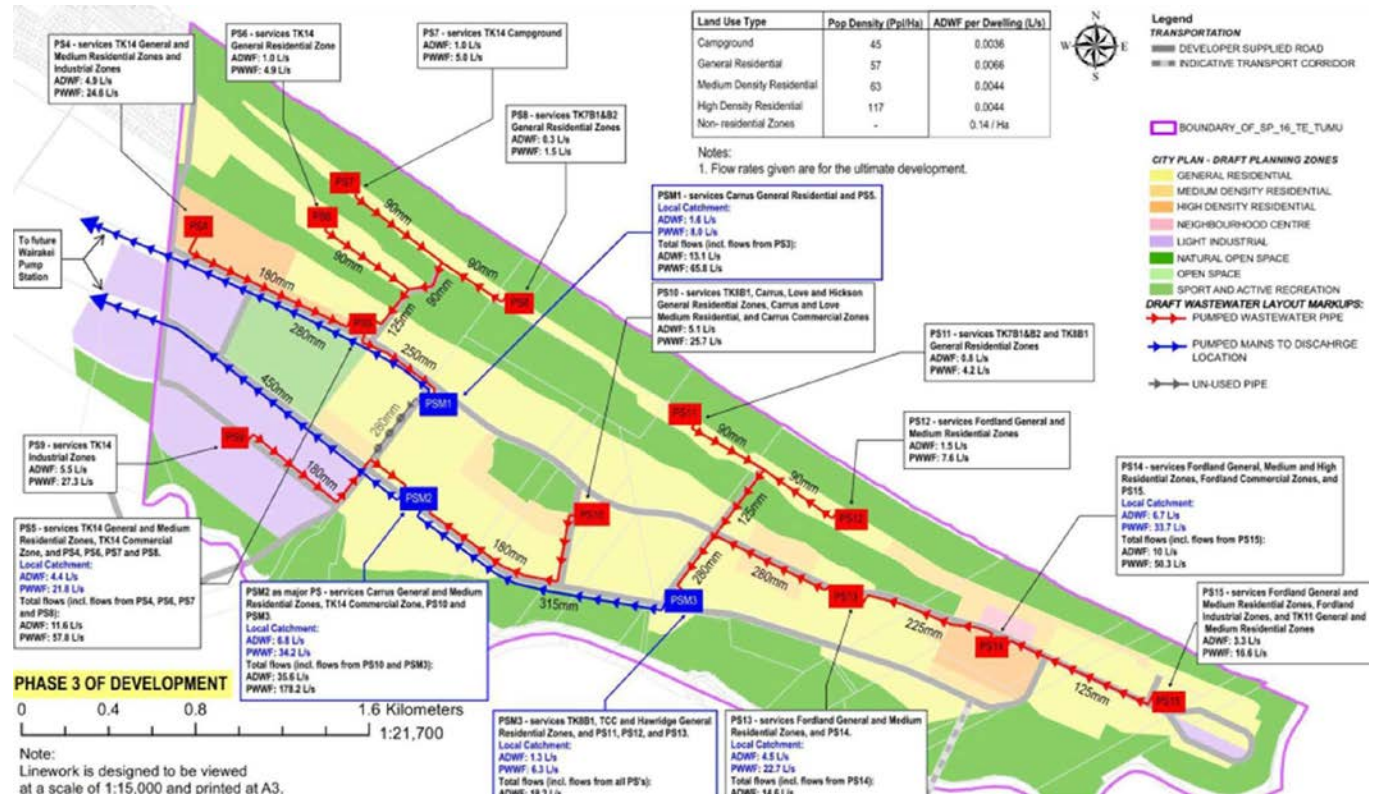 PS4 - services TK14 General and
Medium Residential Zones and
Industrial Zones
ADWF: 4.9 L/s
PWWF: 24.6 L/s
PS6 - services TK14
General Residential Zone
ADWF: 1.0 L/s
PWWF: 4.9 L/s
PS7 - services TK14 Campground
ADWF: 1.0 L/s
PWWF: 5.0 L/s
PS8 - services TK7B1&B2
General Residential Zones
ADWF: 0.3 L/s
PWWF: 1.5 L/s
Land Use Type Pop Density (Ppl/Ha) ADWF per Dwelling (L/s)
Campground 45 0.0036
General Residential 57 0.0066
Medium Density Residential 63 0.0044
High Density Residential 117 0.0044
Non- residential Zones - 0.14 / Ha
Notes:
1. Flow rates given are for the ultimate development.
N
W E
S
Legend
TRANSPORTATION
DEVELOPER SUPPLIED ROAD
INDICATIVE TRANSPORT CORRIDOR
BOUNDARY_OF_SP_16_TE_TUMU
CITY PLAN - DRAFT PLANNING ZONES
GENERAL RESIDENTIAL
MEDIUM DENSITY RESIDENTIAL
HIGH DENSITY RESIDENTIAL
NEIGHBOURHOOD CENTRE
LIGHT INDUSTRIAL
NATURAL OPEN SPACE
OPEN SPACE
SPORT AND ACTIVE RECREATION
DRAFT WASTEWATER LAYOUT MARKUPS:
PUMPED WASTEWATER PIPE
PUMPED MAINS TO DISCAHRGE
LOCATION
UN-USED PIPE
PSM1 - services Carrus General Residential and PS5.
Local Catchment:
ADWF: 1.6 L/s
PWWF: 8.0 L/s
Total flows (incl. flows from PS3):
ADWF: 13.1 L/s
PWWF: 65.8 L/s
PS10 - services TK8B1, Carrus, Love and Hickson
General Residential Zones, Carrus and Love
Medium Residential, and Carrus Commercial Zones
ADWF: 5.1 L/s
PWWF: 25.7 L/s
PS11 - services TK7B1&B2 and TK8B1
General Residential Zones
ADWF: 0.8 L/s
PWWF: 4.2 L/s
PS12 - services Fordland General and
Medium Residential Zones
ADWF: 1.5 L/s
PWWF: 7.6 L/s
PS14 - services Fordland General, Medium and High
Residential Zones, Fordland Commercial Zones, and
PS15.
Local Catchment:
ADWF: 6.7 L/s
PWWF: 33.7 L/s
Total flows (incl. flows from PS15):
ADWF: 10 L/s
PWWF: 50.3 L/s
PS15 - services Fordland General and
Medium Residential Zones, Fordland
Industrial Zones, and TK11 General and
Medium Residential Zones
ADWF: 3.3 L/s
PWWF: 16.6 L/s
To future
Wairakei
Pump
Station
PS7
90mm
PS6
90mm
90mm
90mm
PS8
PS4
180mm
PS5
125mm
280mm
250mm
PSM1
450mm
280mm
PS9
180mm
PSM2
PS10
180mm
315mm
PS11
90mm
90mm
PS12
125mm
280mm
PSM3
280mm
PS13
225mm
PS14
125mm
PS15
PS9 - services TK14
Industrial Zones
ADWF: 5.5 L/s
PWWF: 27.3 L/s
PS5 - services TK14 General and Medium
Residential Zones, TK14 Commercial
Zone, and PS4, PS6, PS7 and PS8.
Local Catchment:
ADWF: 4.4 L/s
PWWF: 21.8 L/s
Total flows (incl. flows from PS4, PS6, PS7
and PS8):
ADWF: 11.6 L/s
PWWF: 57.8 L/s
PSM2 as major PS - services Carrus General and Medium
Residential Zones, TK14 Commercial Zone, PS10 and
PSM3.
Local Catchment:
ADWF: 6.8 L/s
PWWF: 34.2 L/s
Total flows (incl. flows from PS10 and PSM3):
ADWF: 35.6 L/s
PWWF: 178.2 L/s
PSM3 - services TK8B1, TCC and Hawridge General
Residential Zones, and PS11, PS12, and PS13.
Local Catchment:
ADWF: 1.3 L/s
PWWF: 6.3 L/s
Total flows (incl. flows from all PS's):
PS13 - services Fordland General and Medium
Residential Zones, and PS14.
Local Catchment:
ADWF: 4.5 L/s
PWWF: 22.7 L/s
Total flows (incl. flows from PS14):
ADWF: 14.6 L/s
PHASE 3 OF DEVELOPMENT
0 0.4 0.8 1.6 Kilometers
1:21,700
Note:
Linework is designed to be viewed
at a scale of 1:15,000 and printed at A3.